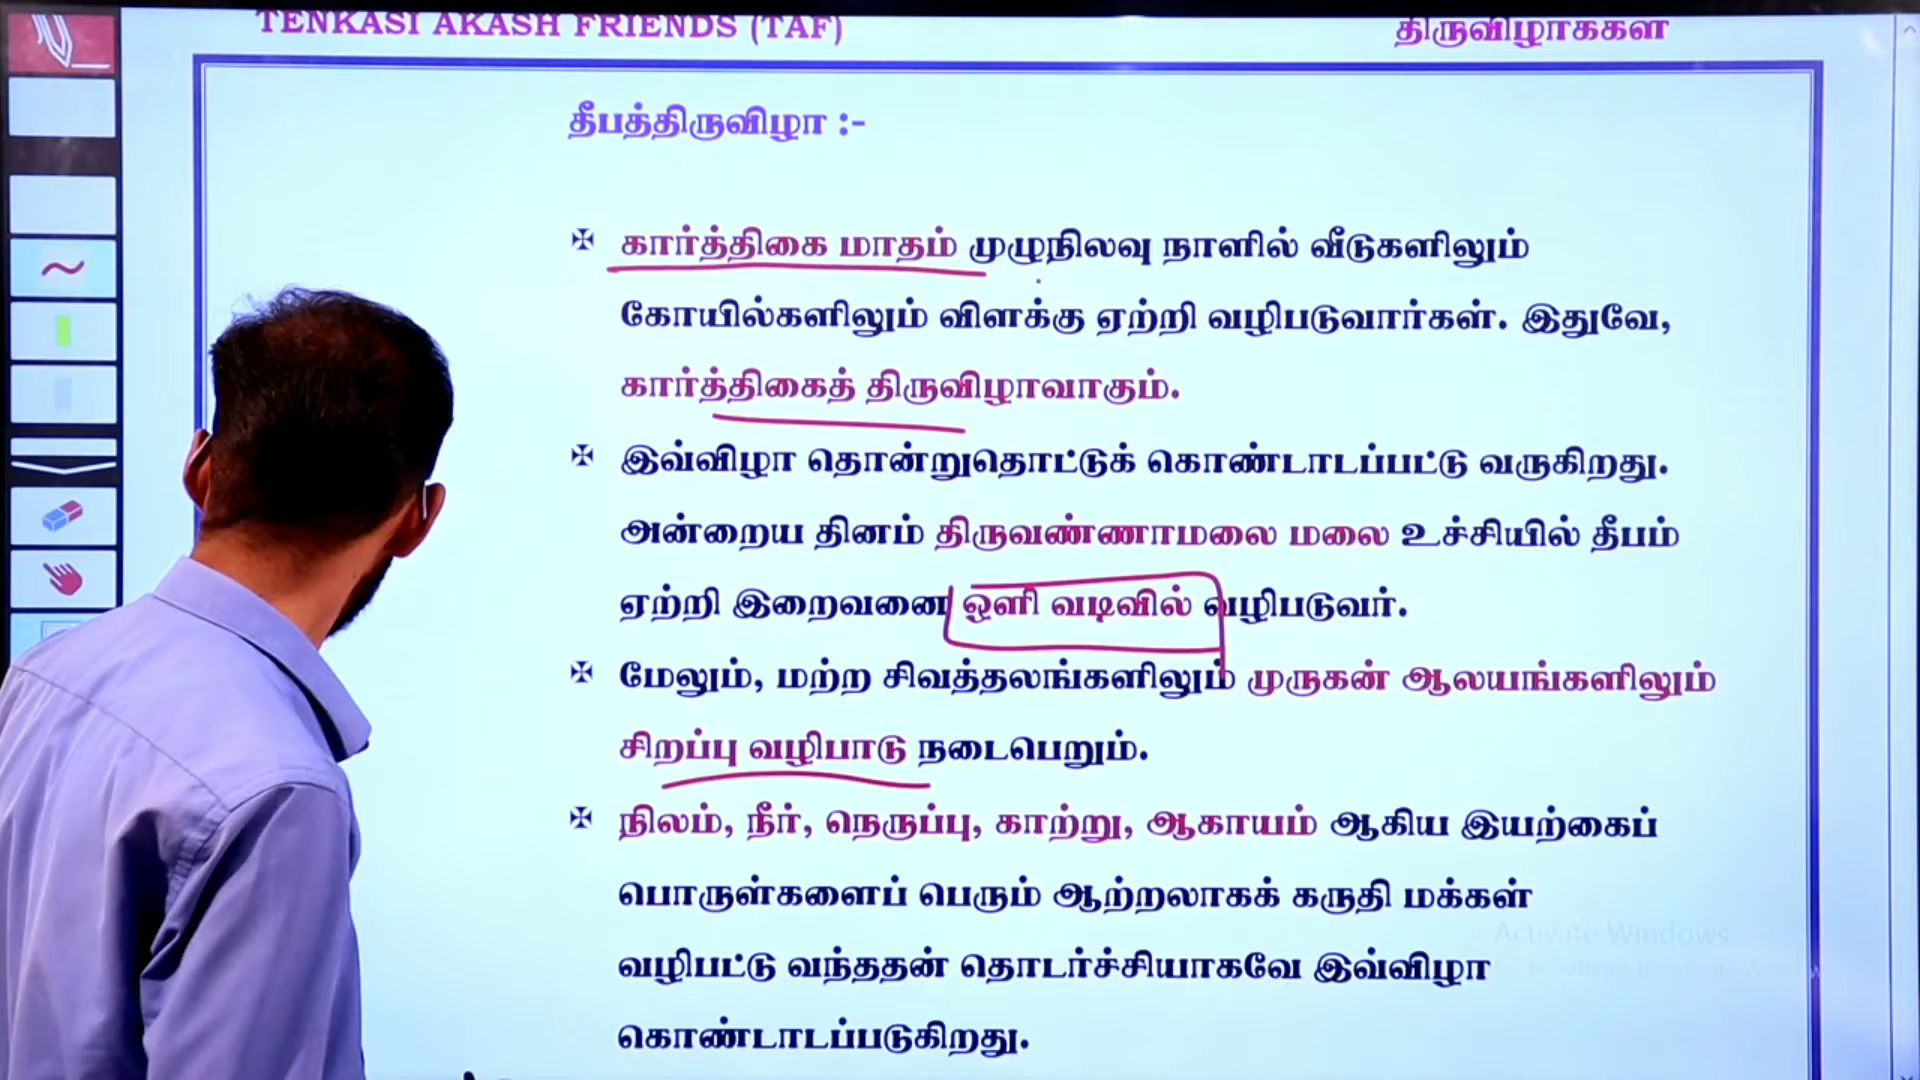 TENKASI AKASH FRIENDS (TAF) திருவிழாக்கள்
தீபத்திருவிழா :-
கார்த்திகை மாதம் முழுநிலவு நாளில் வீடுகளிலும்
கோயில்களிலும் விளக்கு ஏற்றி வழிபடுவார்கள். இதுவே,
கார்த்திகைத் திருவிழாவாகும்.
இவ்விழா தொன்றுதொட்டுக் கொண்டாடப்பட்டு வருகிறது.
அன்றைய தினம் திருவண்ணாமலை மலை உச்சியில் தீபம்
ஏற்றி இறைவனை ஒளி வடிவில் வழிபடுவர்.
மேலும், மற்ற சிவத்தலங்களிலும் முருகன் ஆலயங்களிலும்
சிறப்பு வழிபாடு நடைபெறும்.
நிலம், நீர், நெருப்பு, காற்று, ஆகாயம் ஆகிய இயற்கைப்
பொருள்களைப் பெரும் ஆற்றலாகக் கருதி மக்கள்
வழிபட்டு வந்ததன் தொடர்ச்சியாகவே இவ்விழா
கொண்டாடப்படுகிறது.
Activate Windows